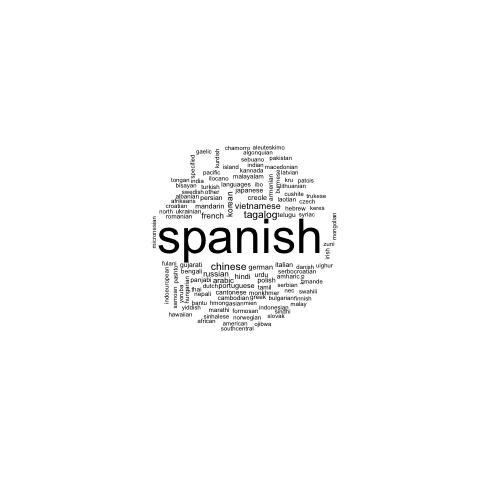 chamorro aleuteskimo
gaelic algonquian
kurdish sebuano pakistan
specified island indian macedonian
pacific kannada latvian
tongan india ilocano malayalam armenian burmese kru patois
bisayan turkish languages ibo lithuanian
swedish other japanese cushite
albanian persian korean creole laotian trukese
afrikaans czech
croatian mandarin vietnamese hebrew
north ukrainian french tagalog telugu syriac
romanian
micronesian spanish mongolian
zuni
irish
fulani gujarati chinese german italian danish uighur
indoeuropean pashto bengali russian hindi urdu serbocroatian
hungarian panjabi arabic polish amharic
samoan dutch portuguese tamil serbian
thai cantonese monkhmer nec swahili
nepali cambodian greek bulgarian finnish
bantu hmong asian mien malay
yiddish marathi formosan indonesian sindhi
hawaiian sinhalese norwegian slovak
african american ojibwa
southcentral